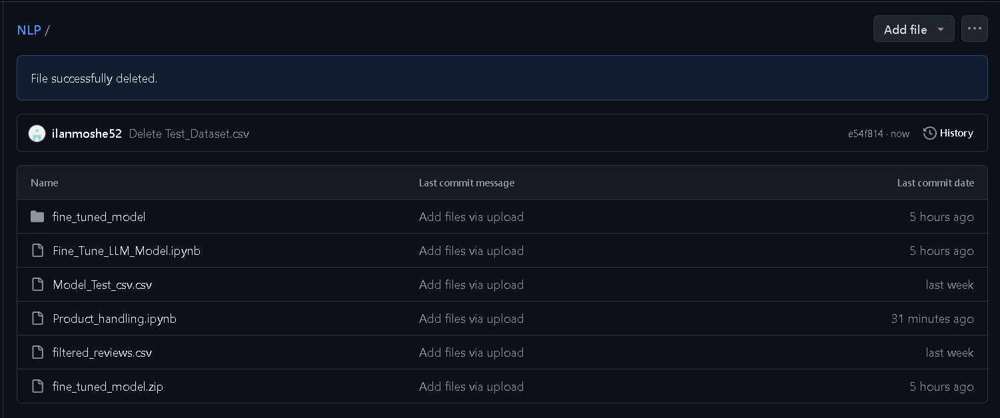 NLP /
Add file
File successfully deleted.
ilanmoshe52 Delete Test_Dataset.csv e54f814 · now History
Name Last commit message Last commit date
fine_tuned_model Add files via upload 5 hours ago
Fine_Tune_LLM_Model.ipynb Add files via upload 5 hours ago
Model_Test_csv.csv Add files via upload last week
Product_handling.ipynb Add files via upload 31 minutes ago
filtered_reviews.csv Add files via upload last week
fine_tuned_model.zip Add files via upload 5 hours ago